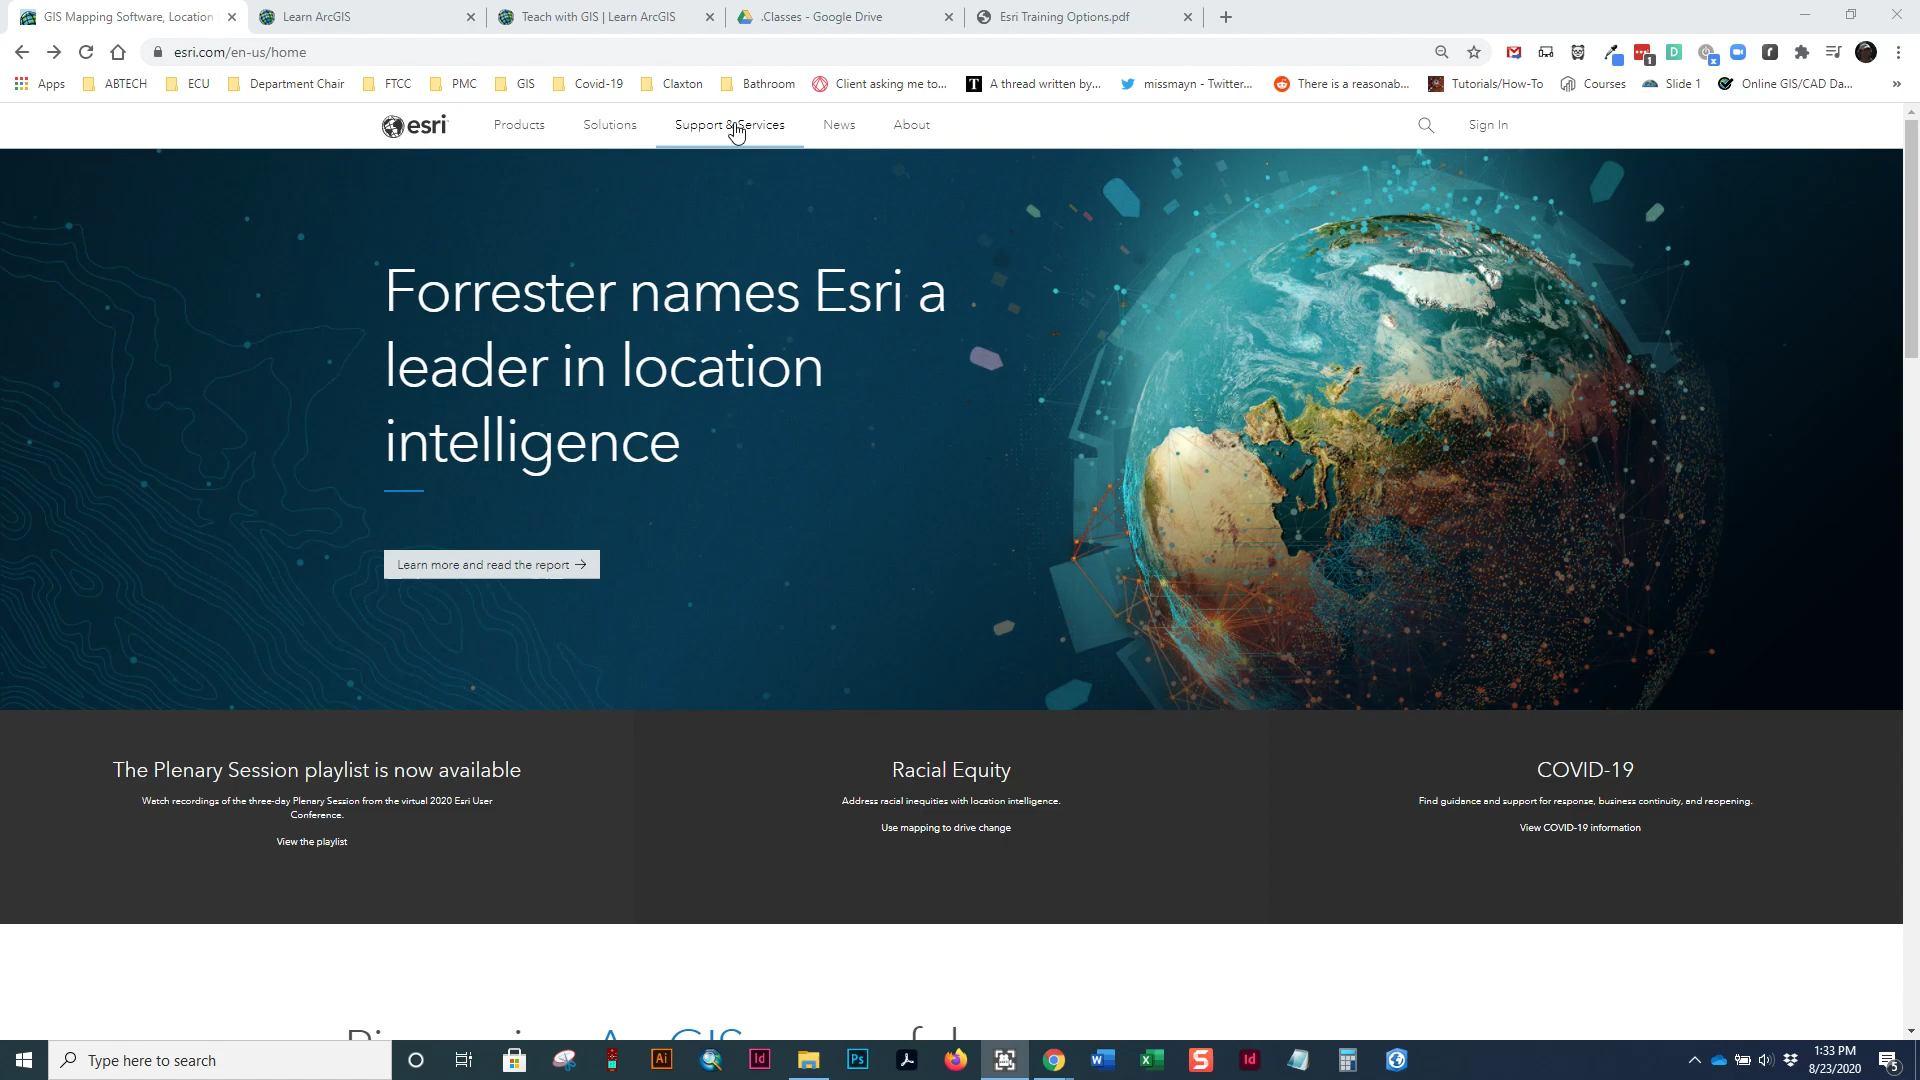 GIS Mapping Software, Location
Learn ArcGIS
Teach with GIS | Learn ArcGIS
.Classes - Google Drive
Esri Training Options.pdf
esri.com/en-us/home
1
Apps
ABTECH
ECU
Department Chair
FTCC
PMC
GIS
Covid-19
Claxton
Bathroom
Client asking me to...
A thread written by...
missmayn - Twitter...
There is a reasonab...
Tutorials/How-To
Courses
Slide 1
Online GIS/CAD Da...
»
esri
Products
Solutions
Support & Services
News
About
Sign In
Forrester names Esri a
leader in location
intelligence
Learn more and read the report →
The Plenary Session playlist is now available
Watch recordings of the three-day Plenary Session from the virtual 2020 Esri User
Conference.
View the playlist
Racial Equity
Address racial inequities with location intelligence.
Use mapping to drive change
COVID-19
Find guidance and support for response, business continuity, and reopening.
View COVID-19 information
Type here to search
1:33 PM
8/23/2020
5